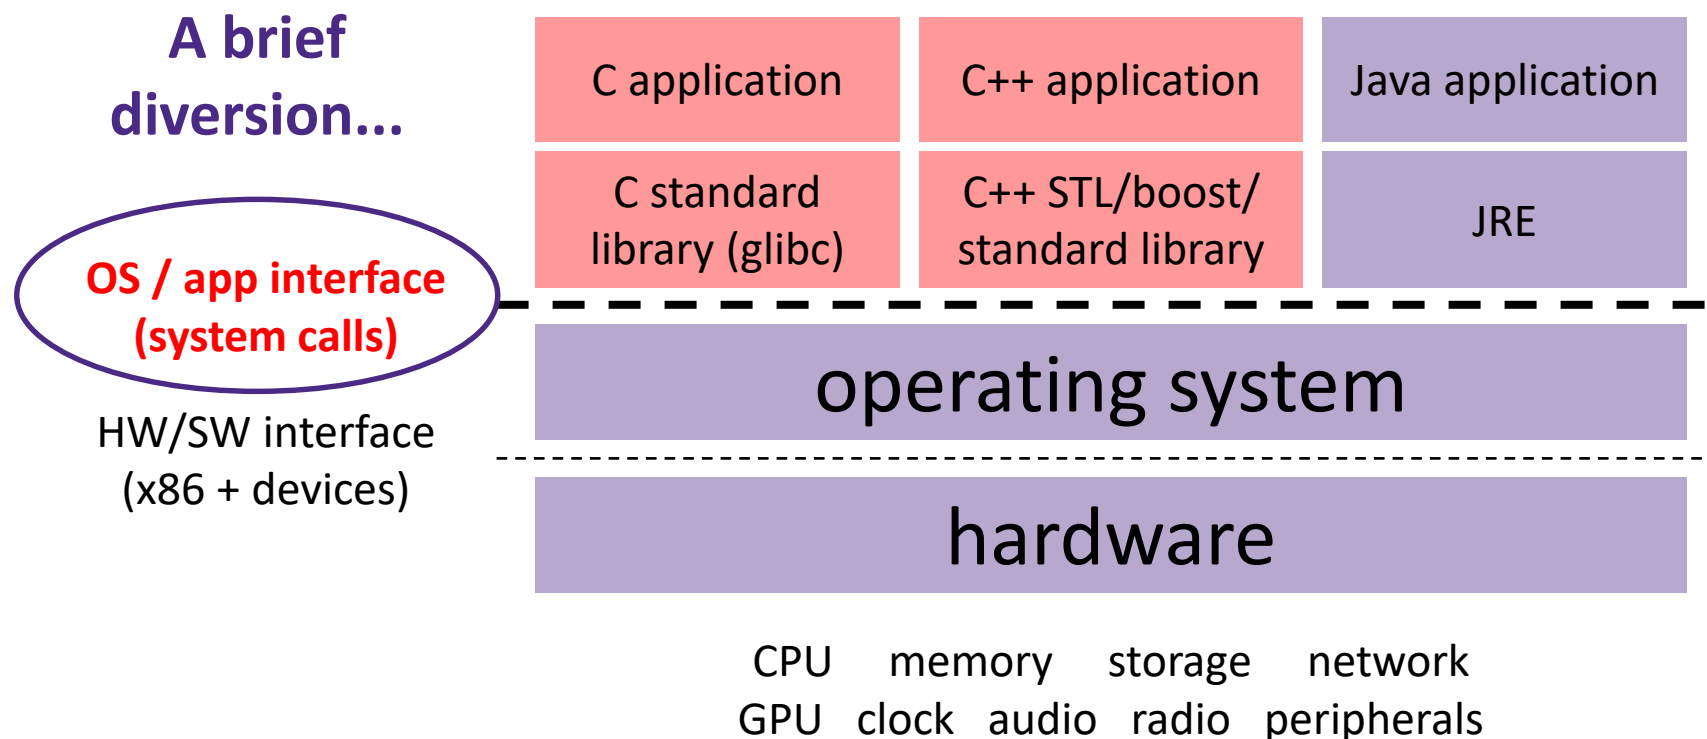 A brief
diversion...
C application
C++ application
Java application
C standard
library (glibc)
C++ STL/boost/
standard library
JRE
OS / app interface
(system calls)
operating system
HW/SW interface
(x86 + devices)
hardware
CPU memory storage network
GPU clock audio radio peripherals